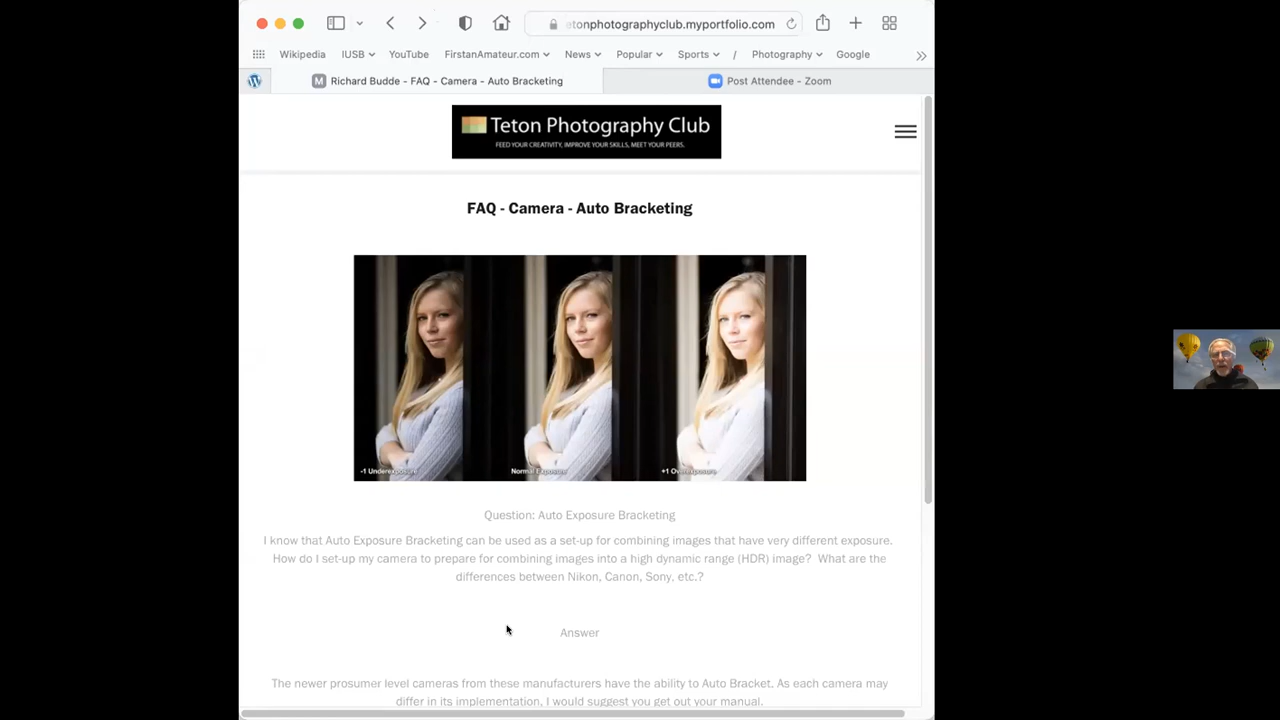 etonphotographyclub.myportfolio.com
Wikipedia IUSB YouTube FirstanAmateur.com News Popular Sports / Photography Google
Richard Budde - FAQ - Camera - Auto Bracketing
Post Attendee - Zoom
Teton Photography Club
FEED YOUR CREATIVITY, IMPROVE YOUR SKILLS, MEET YOUR PEERS.
FAQ - Camera - Auto Bracketing
-1 Underexposure Normal Exposure +1 Overexposure
Question: Auto Exposure Bracketing
I know that Auto Exposure Bracketing can be used as a set-up for combining images that have very different exposure.
How do I set-up my camera to prepare for combining images into a high dynamic range (HDR) image? What are the
differences between Nikon, Canon, Sony, etc.?
Answer
The newer prosumer level cameras from these manufacturers have the ability to Auto Bracket. As each camera may
differ in its implementation, I would suggest you get out your manual.